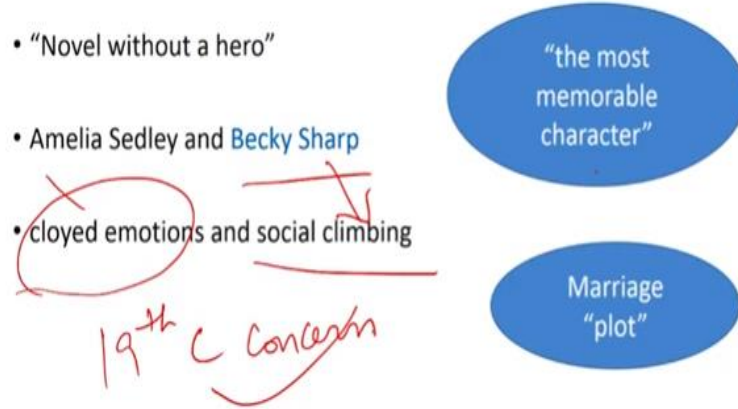 • “Novel without a hero”
“the most
memorable
character”
• Amelia Sedley and Becky Sharp
• cloyed emotions and social climbing
Marriage
“plot”
19th C Concern